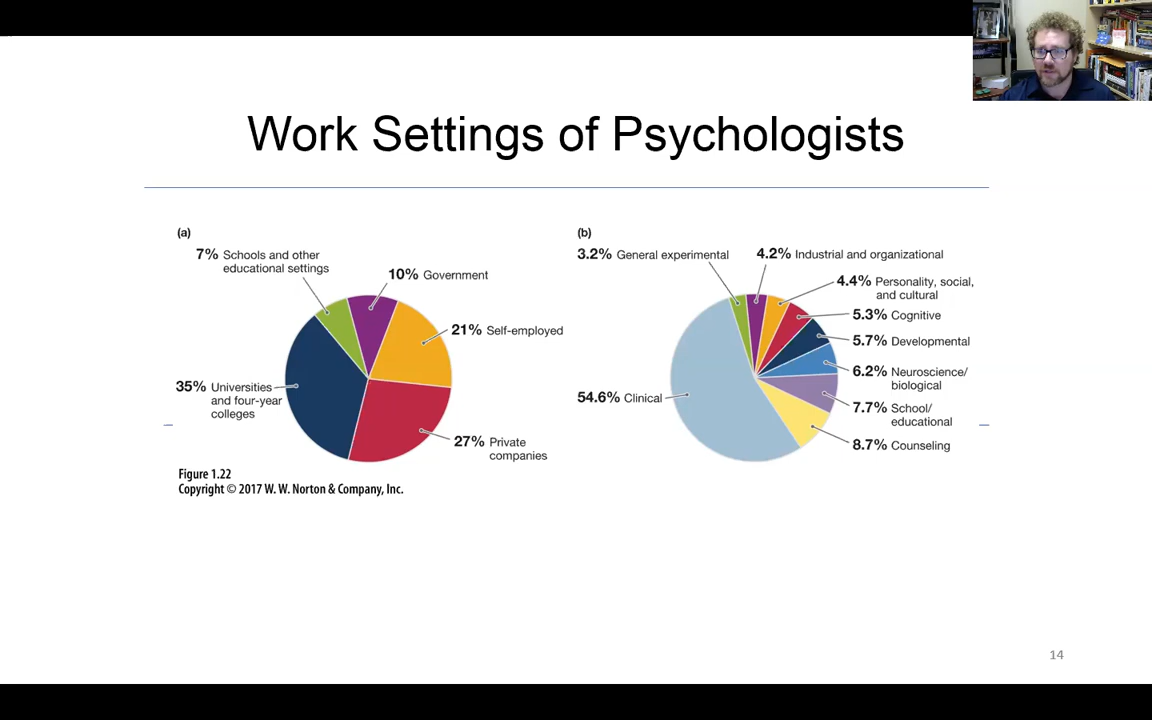 Work Settings of Psychologists
(a)
7% Schools and other
educational settings
10% Government
21% Self-employed
35% Universities
and four-year
colleges
27% Private
companies
Figure 1.22
Copyright © 2017 W. W. Norton & Company, Inc.
(b)
3.2% General experimental
4.2% Industrial and organizational
4.4% Personality, social,
and cultural
5.3% Cognitive
5.7% Developmental
6.2% Neuroscience/
biological
54.6% Clinical
7.7% School/
educational
8.7% Counseling
14